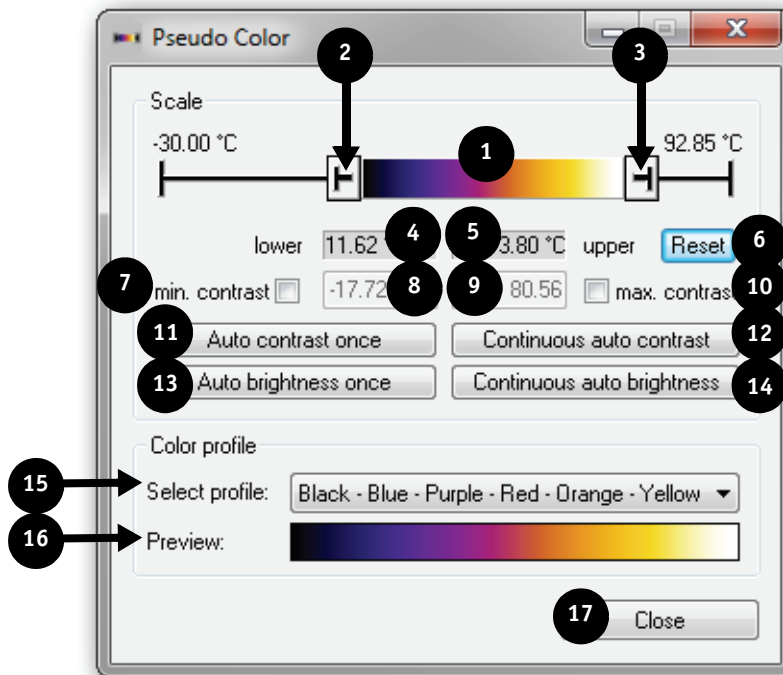 Pseudo Color
2
3
Scale
-30.00 °C
1
92.85 °C
lower
11.62
4
5
3.80 °C
upper
Reset
6
7
min. contrast
-17.72
8
9
80.56
max. contrast
10
11
Auto contrast once
Continuous auto contrast
12
13
Auto brightness once
Continuous auto brightness
14
Color profile
15
Select profile:
Black - Blue - Purple - Red - Orange - Yellow
16
Preview:
17
Close